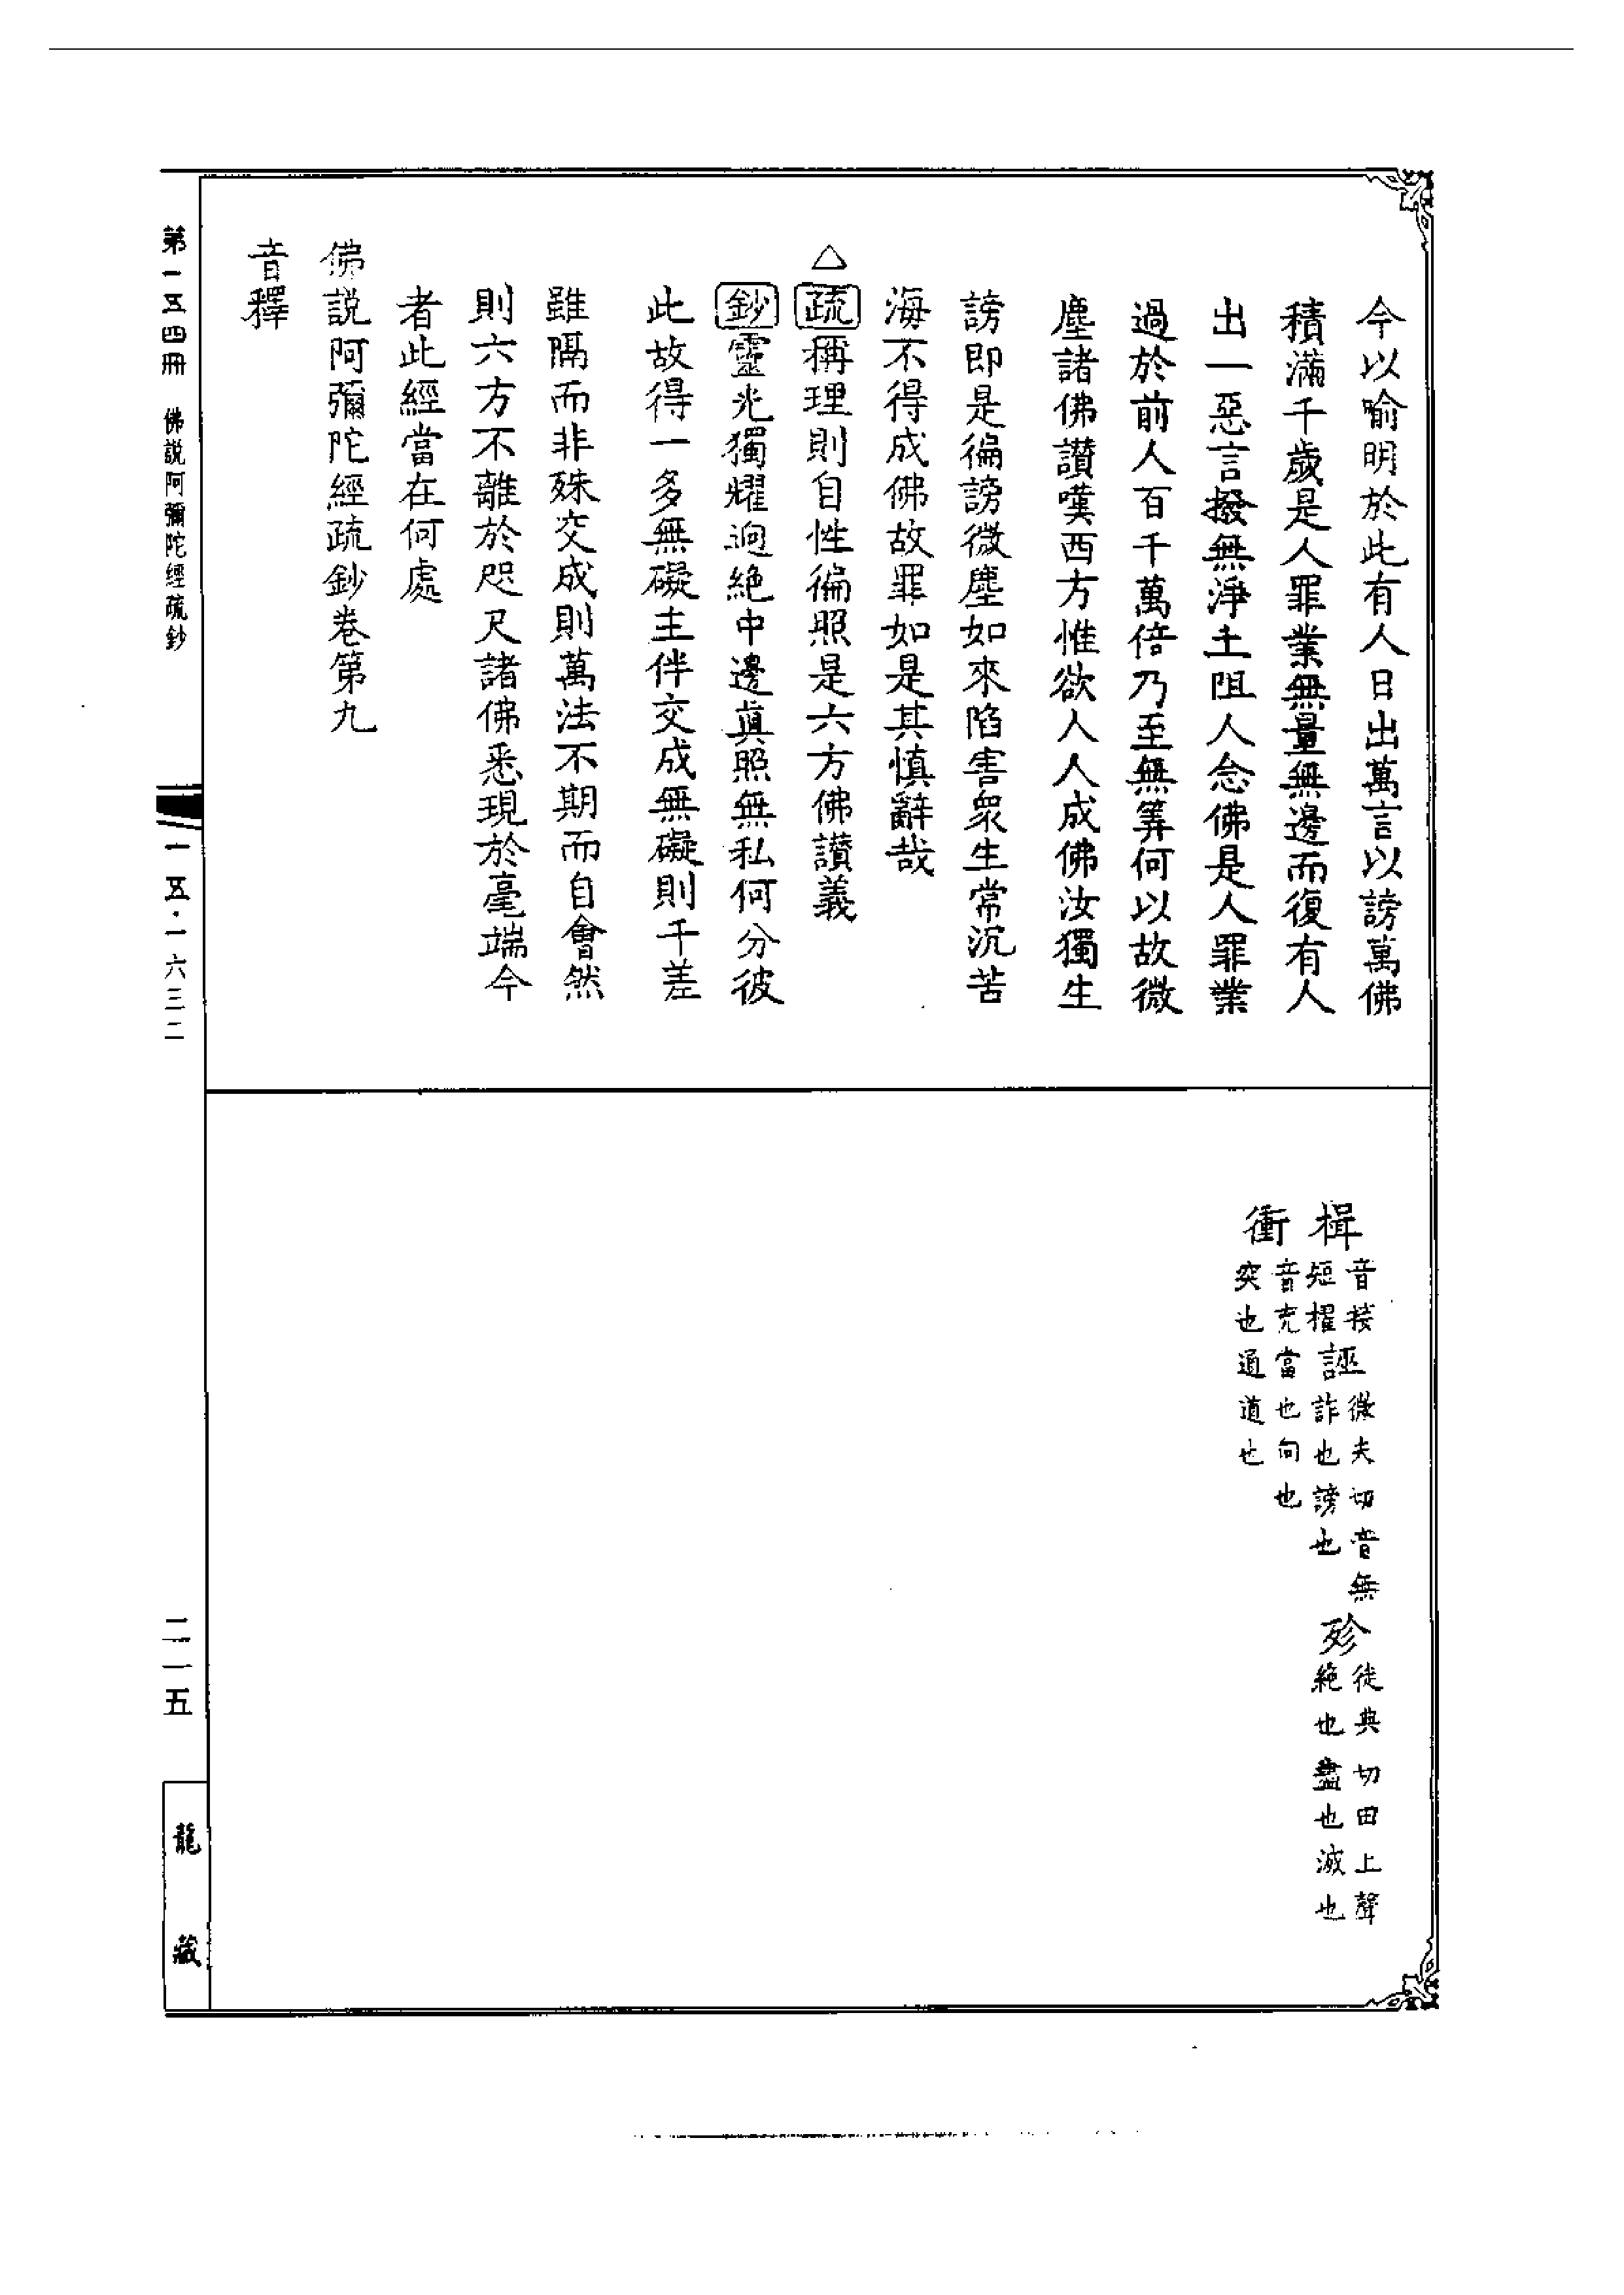 今以喻明於此有人日出萬言以謗萬佛
積滿千歲是人罪業無量無邊而復有人
出一惡言撥無淨土阻人念佛是人罪業
過於前人百千萬倍乃至無筭何以故微
塵諸佛讚嘆西方惟欲人人成佛汝獨生
謗即是徧謗微塵如來陷害衆生常沉苦
海不得成佛故罪如是其慎辭哉
△疏稱理則自性徧照是六方佛讚義
鈔靈光獨耀迥絶中邊眞照無私何分彼
此故得一多無礙主伴交成無礙則千差
雖隔而非殊交成則萬法不期而自會然
則六方不離於咫尺諸佛悉現於毫端今
者此經當在何處
佛説阿彌陀經疏鈔卷第九
音釋
楫音接短櫂誣微夫切音無詐也謗也殄徒典切田上聲絶也盡也滅也
衝音充當也向也突也通道也
第一五四冊 佛説阿彌陀經疏鈔
一五·一六三二
二一五
龍藏